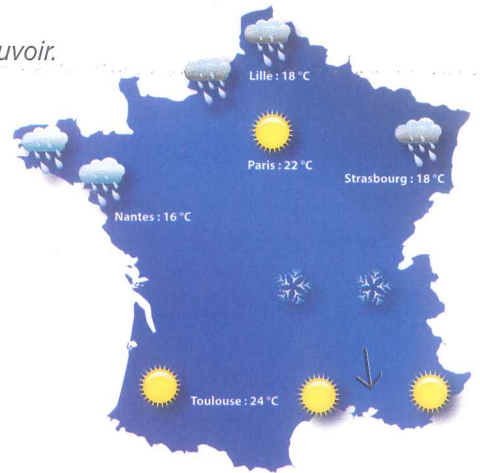 uvoir.
Lille : 18 °C
Paris : 22 °C
Strasbourg : 18 °C
Nantes : 16 °C
Toulouse : 24 °C